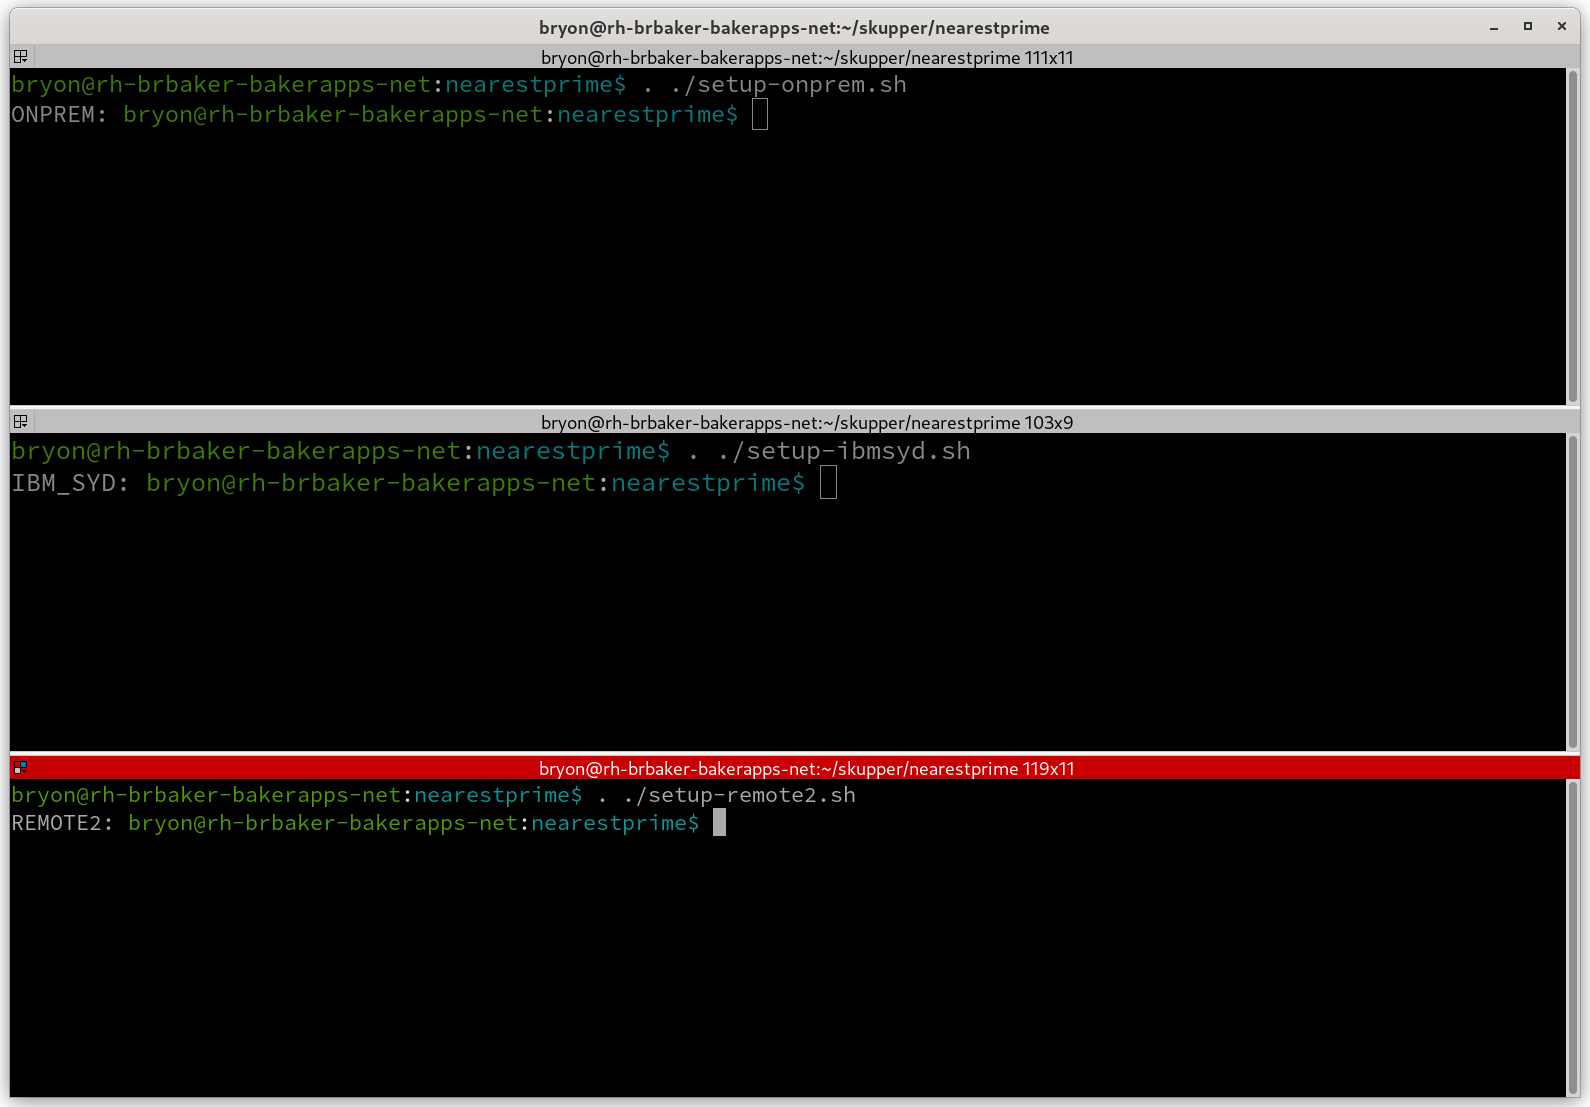 bryon@rh-brbaker-bakerapps-net:~/skupper/nearestprime
bryon@rh-brbaker-bakerapps-net:~/skupper/nearestprime 111x11
bryon@rh-brbaker-bakerapps-net:nearestprime$ . ./setup-onprem.sh
ONPREM: bryon@rh-brbaker-bakerapps-net:nearestprime$
bryon@rh-brbaker-bakerapps-net:~/skupper/nearestprime 103x9
bryon@rh-brbaker-bakerapps-net:nearestprime$ . ./setup-ibmsyd.sh
IBM_SYD: bryon@rh-brbaker-bakerapps-net:nearestprime$
bryon@rh-brbaker-bakerapps-net:~/skupper/nearestprime 119x11
bryon@rh-brbaker-bakerapps-net:nearestprime$ . ./setup-remote2.sh
REMOTE2: bryon@rh-brbaker-bakerapps-net:nearestprime$